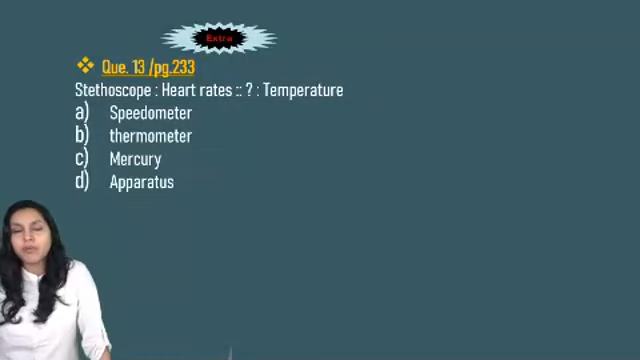 Extra
Que. 13 /pg.233
Stethoscope : Heart rates :: ? : Temperature
a) Speedometer
b) thermometer
c) Mercury
d) Apparatus